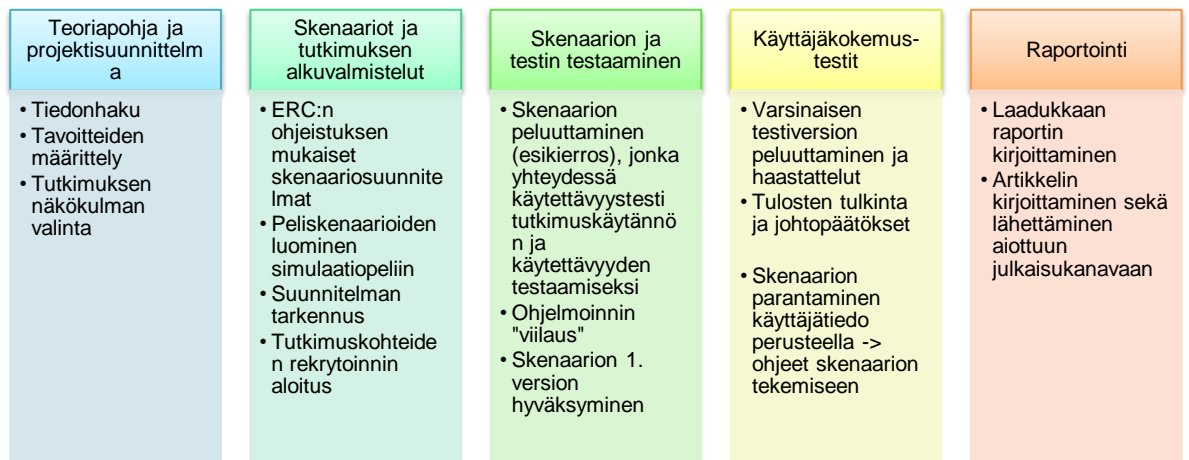 Teoriapohja ja
projektisuunnittelm
a
• Tiedonhaku
• Tavoitteiden
määrittely
• Tutkimuksen
näkökulman
valinta
Skenaariot ja
tutkimuksen
alkuvalmistelut
• ERC:n
ohjeistuksen
mukaiset
skenaariosuunnite
lmat
• Peliskenaarioiden
luominen
simulaatiopeliin
• Suunnitelman
tarkennus
• Tutkimuskohteide
n rekrytoinnin
aloitus
Skenaarion ja
testin testaaminen
• Skenaarion
peluuttaminen
(esikierros), jonka
yhteydessä
käytettävyystesti
tutkimuskäytännö
n ja
käytettävyyden
testaamiseksi
• Ohjelmoinnin
"viilaus"
• Skenaarion 1.
version
hyväksyminen
Käyttäjäkokemus-
testit
• Varsinaisen
testiversion
peluuttaminen ja
haastattelut
• Tulosten tulkinta
ja johtopäätökset
• Skenaarion
parantaminen
käyttäjätiedo
perusteella ->
ohjeet skenaarion
tekemiseen
Raportointi
• Laadukkaan
raportin
kirjoittaminen
• Artikkelin
kirjoittaminen sekä
lähettäminen
aiottuun
julkaisukanavaan